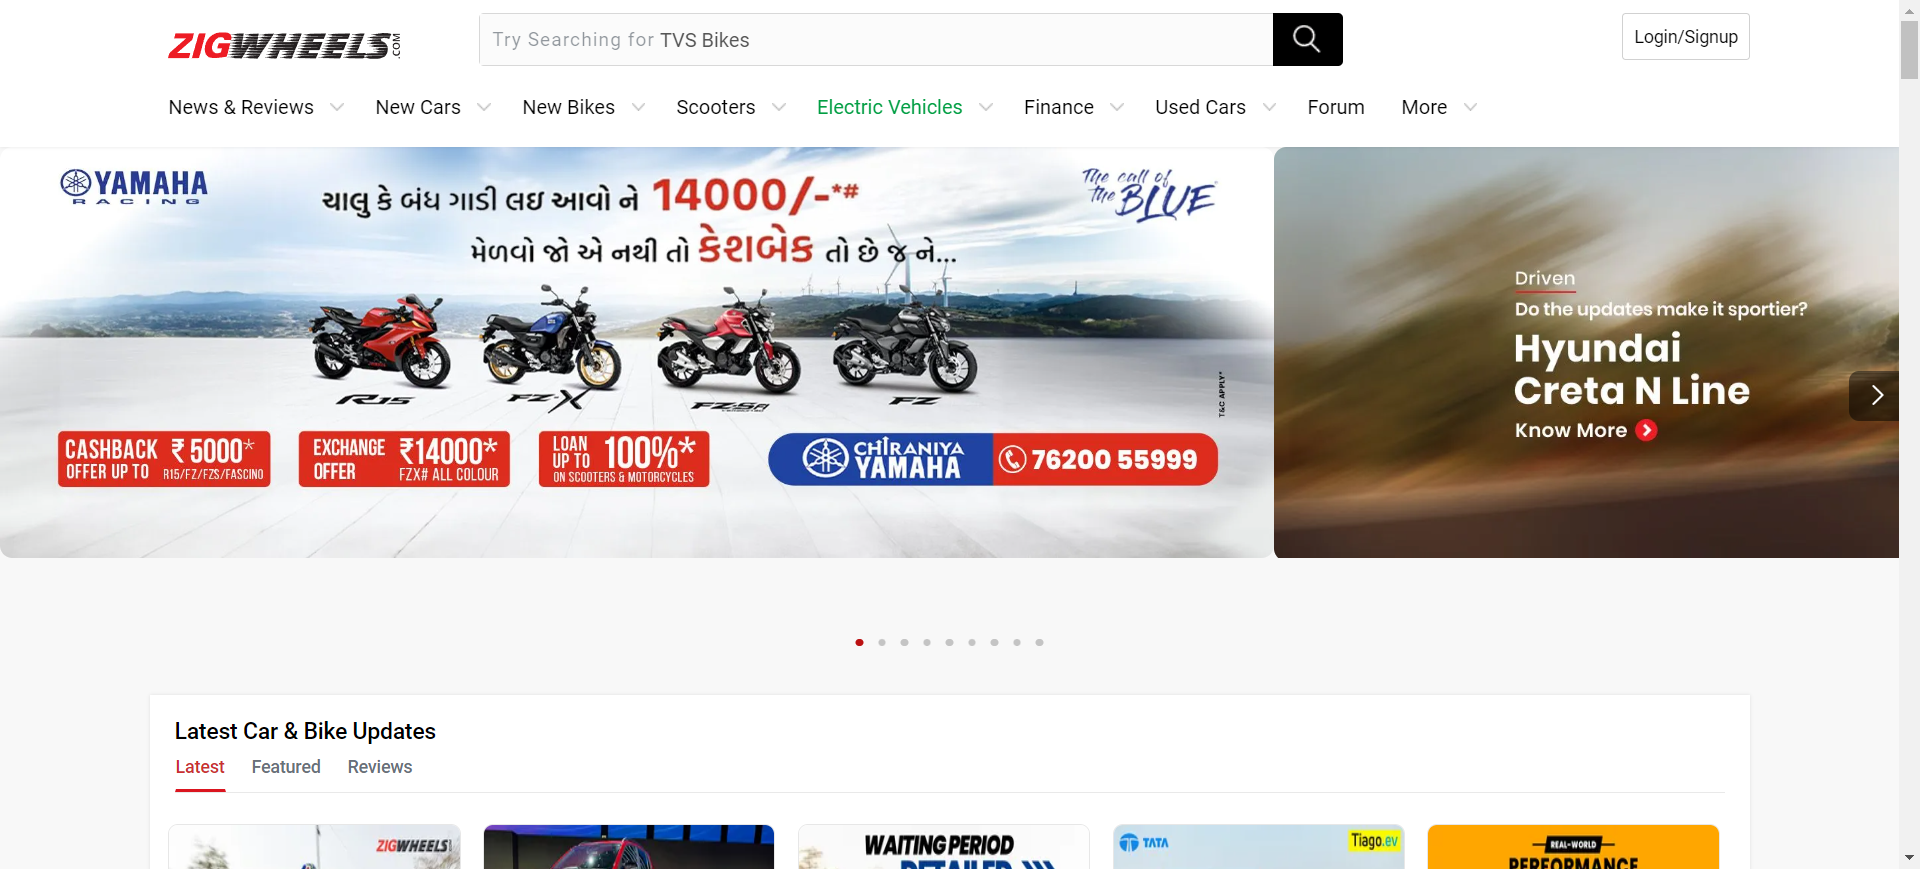 ZIGWHEELS.COM
Try Searching for TVS Bikes
Login/Signup
News & Reviews
New Cars
New Bikes
Scooters
Electric Vehicles
Finance
Used Cars
Forum
More
YAMAHA
RACING
ચાલુ કે બંધ ગાડી લઇ આવો ને 14000/-*#
મેળવો જો એ નથી તો કેશબેક તો છે જ ને...
The call of
the BLUE
R15
FZ-X
FZ
T&C APPLY*
CASHBACK ₹ 5000*
OFFER UP TO R15/FZ/FZS/FASCINO
EXCHANGE ₹14000*
OFFER FZX# ALL COLOUR
LOAN
UP TO 100%*
ON SCOOTERS & MOTORCYCLES
CHIRANIYA
YAMAHA
76200 55999
Driven
Do the updates make it sportier?
Hyundai
Creta N Line
Know More
Latest Car & Bike Updates
Latest
Featured
Reviews
ZIGWHEELS
WAITING PERIOD
DETAILED
TATA
Tiago.ev
REAL-WORLD
PERFORMANCE